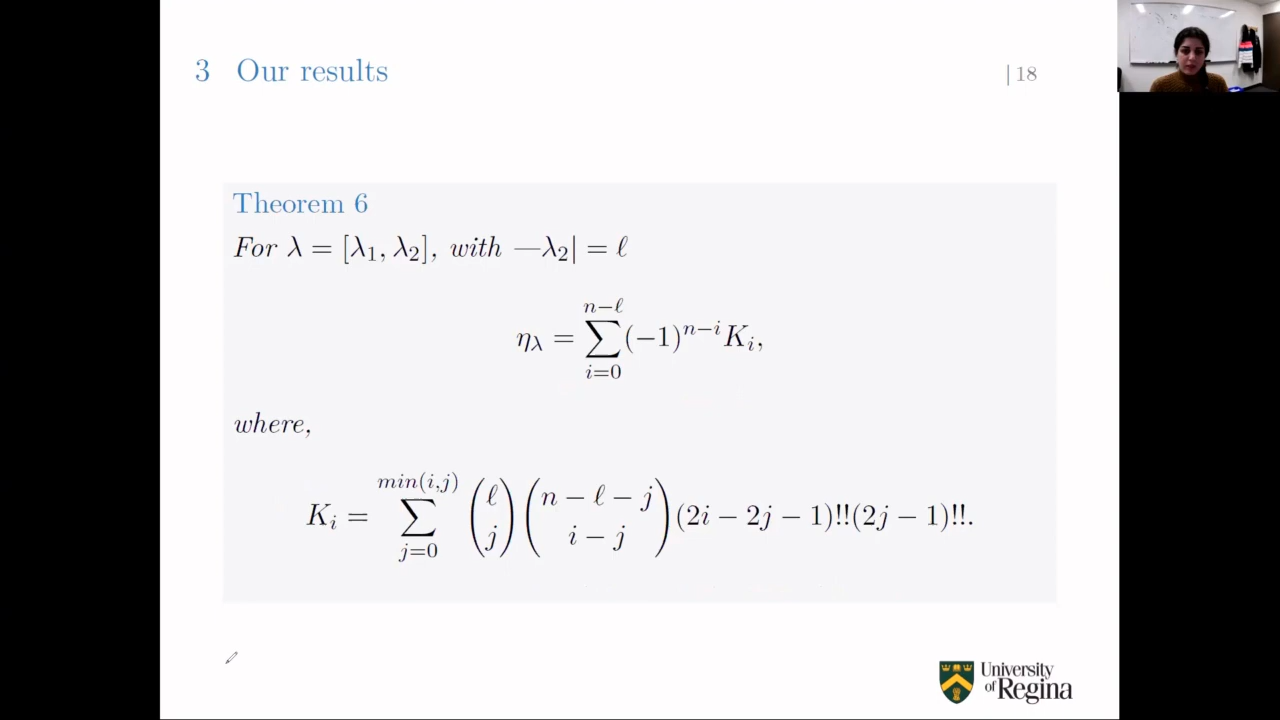 3 Our results
| 18
Theorem 6
For λ = [λ₁, λ₂], with —λ₂| = ℓ
η_λ = ∑_{i=0}^{n−ℓ} (−1)^{n−i} K_i,
where,
K_i = ∑_{j=0}^{min(i,j)} \binom{ℓ}{j} \binom{n − ℓ − j}{i − j} (2i − 2j − 1)!!(2j − 1)!!.
University
of Regina